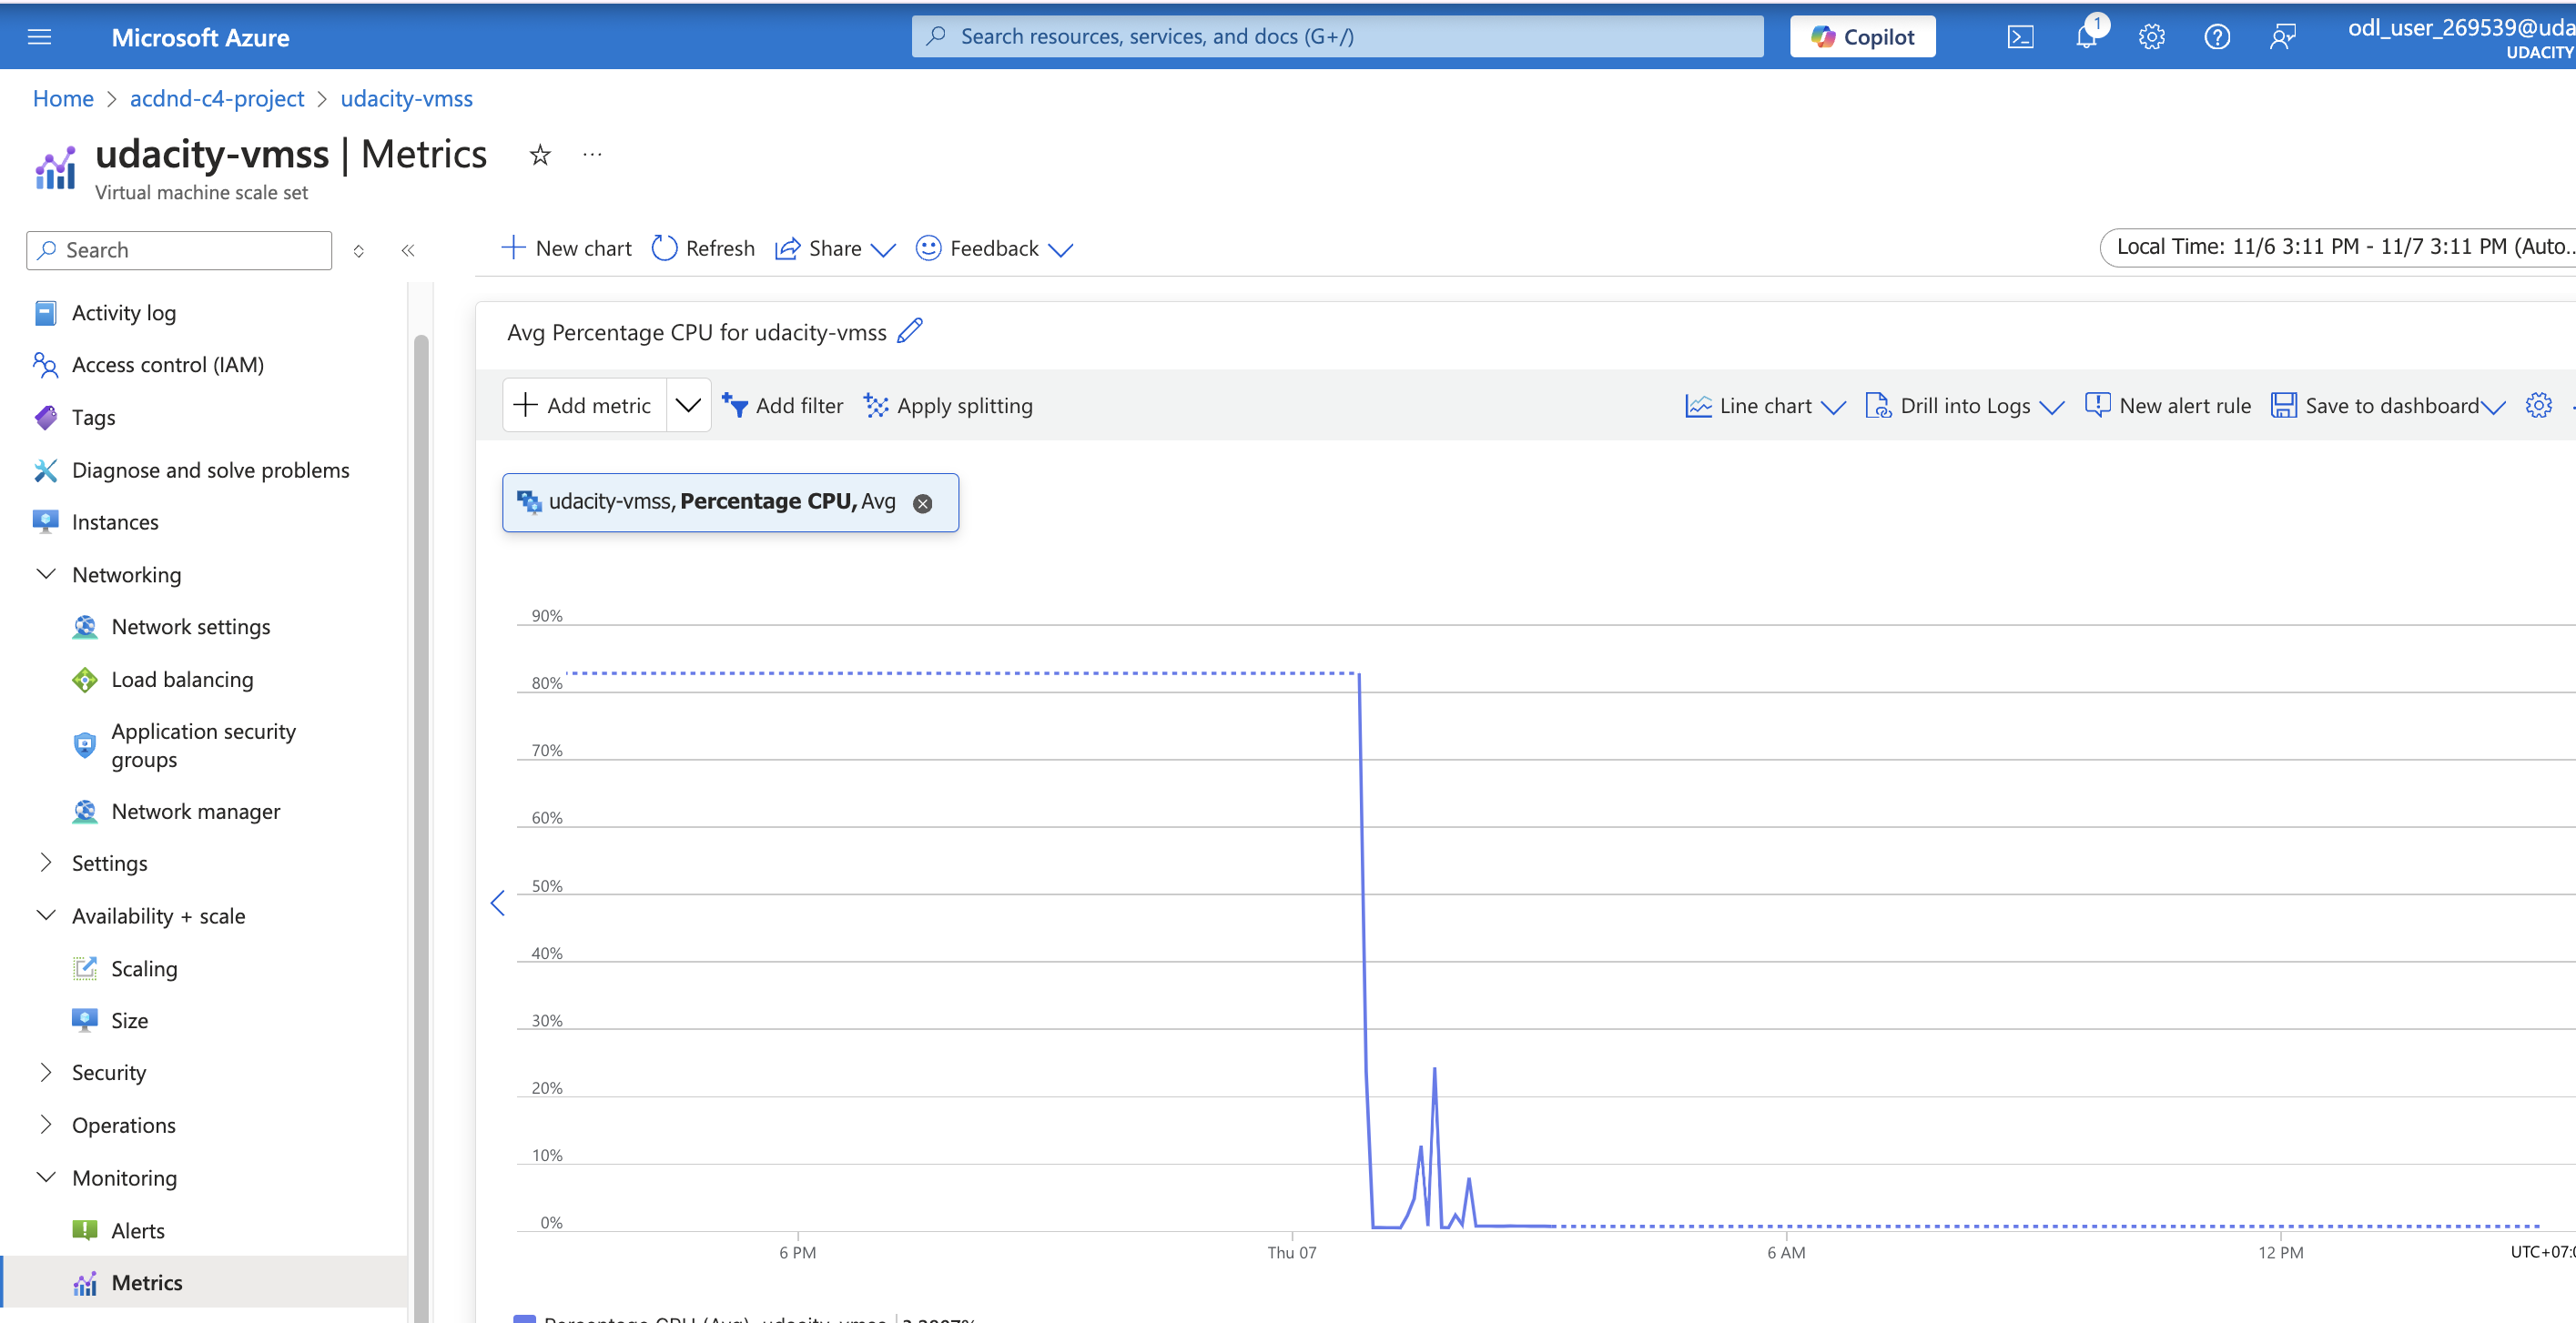 Microsoft Azure
Search resources, services, and docs (G+/)
Copilot
1
odl_user_269539@uda
UDACITY
Home > acdnd-c4-project > udacity-vmss
udacity-vmss | Metrics
Virtual machine scale set
Search
New chart
Refresh
Share
Feedback
Local Time: 11/6 3:11 PM - 11/7 3:11 PM (Auto...
Activity log
Access control (IAM)
Tags
Diagnose and solve problems
Instances
Networking
Network settings
Load balancing
Application security
groups
Network manager
Settings
Availability + scale
Scaling
Size
Security
Operations
Monitoring
Alerts
Metrics
Avg Percentage CPU for udacity-vmss
Add metric
Add filter
Apply splitting
Line chart
Drill into Logs
New alert rule
Save to dashboard
udacity-vmss, Percentage CPU, Avg
90%
80%
70%
60%
50%
40%
30%
20%
10%
0%
6 PM
Thu 07
6 AM
12 PM
UTC+07:0
Percentage CPU (Avg), udacity-vmss